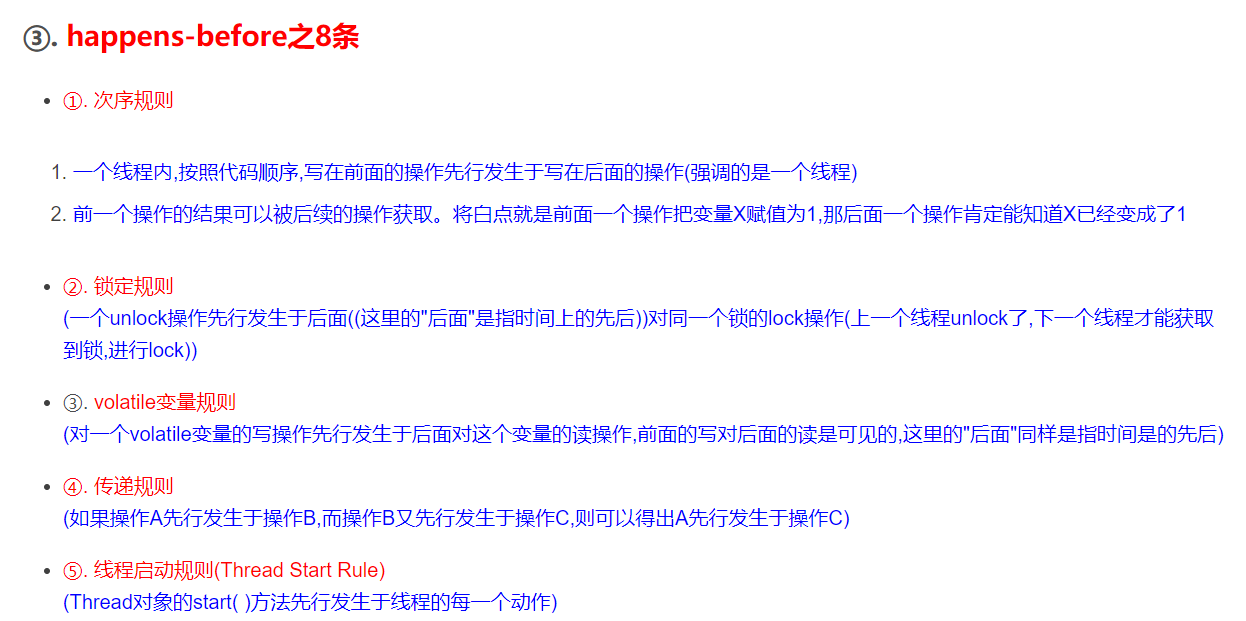 ③. happens-before之8条
①. 次序规则
1. 一个线程内,按照代码顺序,写在前面的操作先行发生于写在后面的操作(强调的是一个线程)
2. 前一个操作的结果可以被后续的操作获取。将白点就是前面一个操作把变量X赋值为1,那后面一个操作肯定能知道X已经变成了1
②. 锁定规则
(一个unlock操作先行发生于后面((这里的"后面"是指时间上的先后))对同一个锁的lock操作(上一个线程unlock了,下一个线程才能获取
到锁,进行lock))
③. volatile变量规则
(对一个volatile变量的写操作先行发生于后面对这个变量的读操作,前面的写对后面的读是可见的,这里的"后面"同样是指时间是的先后)
④. 传递规则
(如果操作A先行发生于操作B,而操作B又先行发生于操作C,则可以得出A先行发生于操作C)
⑤. 线程启动规则(Thread Start Rule)
(Thread对象的start( )方法先行发生于线程的每一个动作)